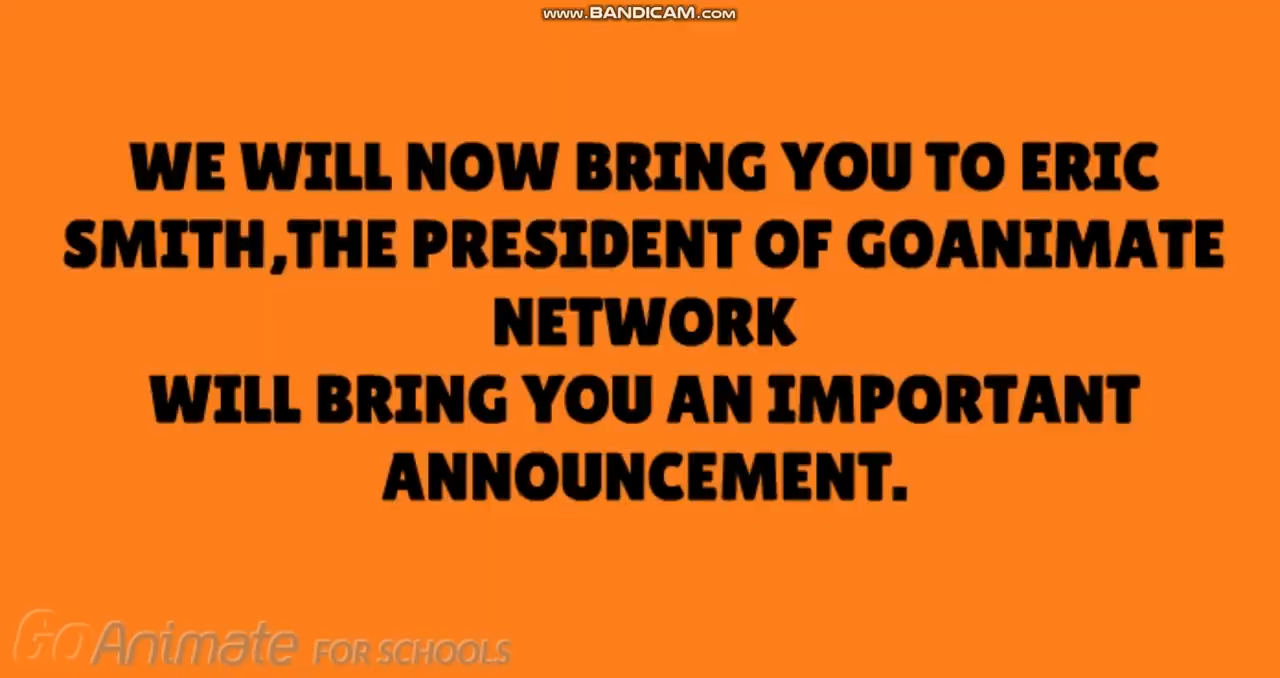 www.BANDICAM.com
WE WILL NOW BRING YOU TO ERIC
SMITH,THE PRESIDENT OF GOANIMATE
NETWORK
WILL BRING YOU AN IMPORTANT
ANNOUNCEMENT.
GoAnimate FOR SCHOOLS